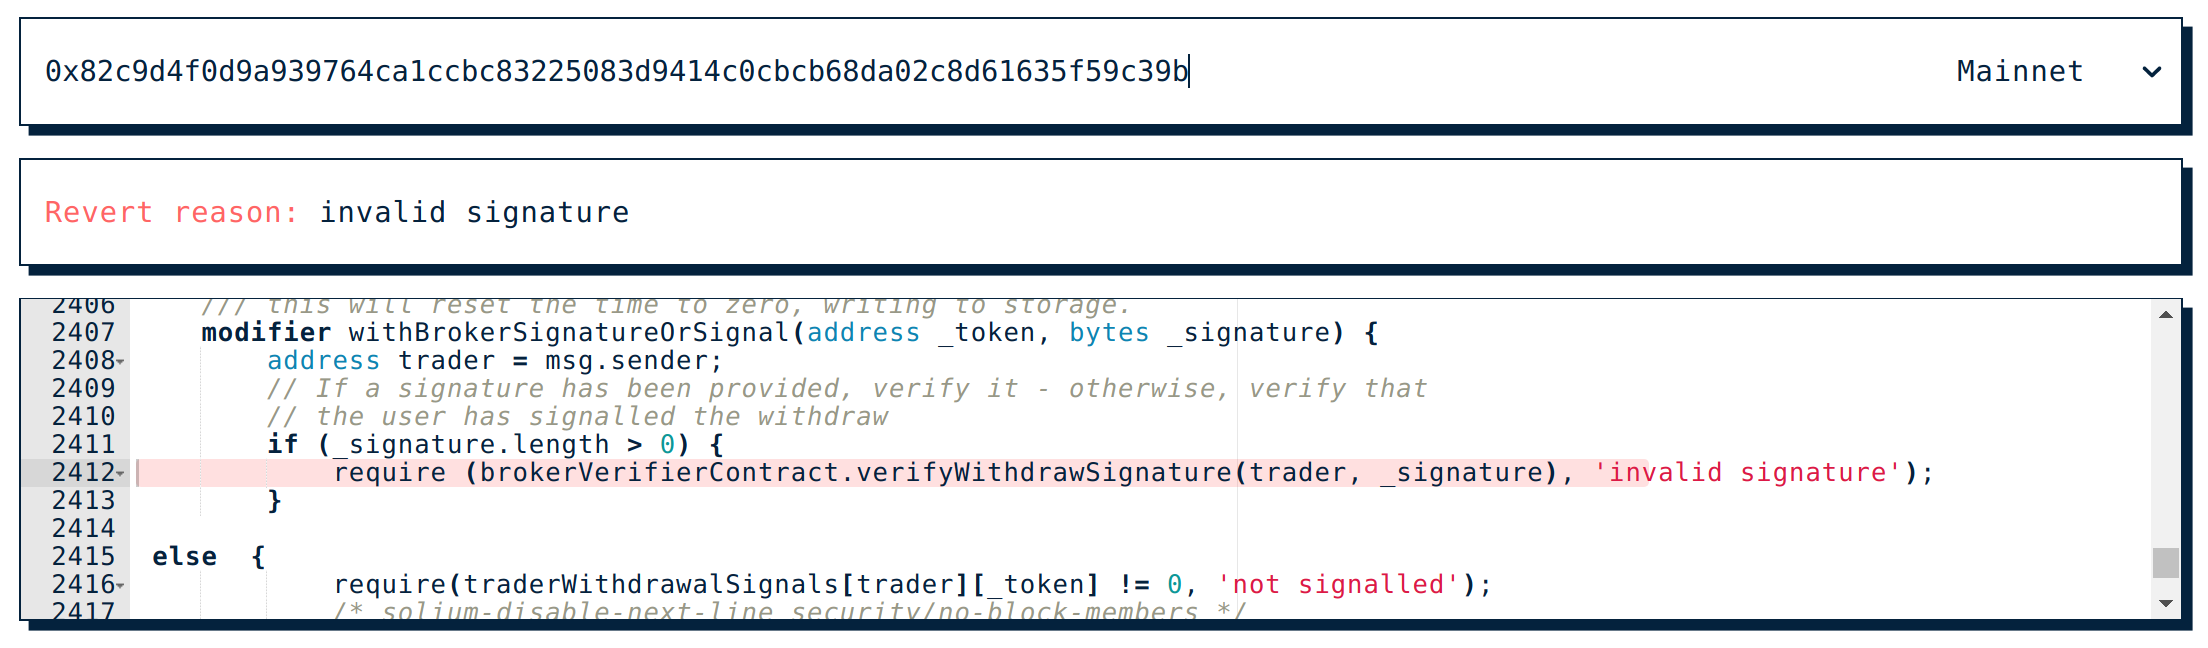 0x82c9d4f0d9a939764ca1ccbc83225083d9414c0cbcb68da02c8d61635f59c39b
Mainnet
Revert reason: invalid signature
2406 /// this will reset the time to zero, writing to storage.
2407 modifier withBrokerSignatureOrSignal(address _token, bytes _signature) {
2408 address trader = msg.sender;
2409 // If a signature has been provided, verify it - otherwise, verify that
2410 // the user has signalled the withdraw
2411 if (_signature.length > 0) {
2412 require (brokerVerifierContract.verifyWithdrawSignature(trader, _signature), 'invalid signature');
2413 }
2414
2415 else {
2416 require(traderWithdrawalSignals[trader][_token] != 0, 'not signalled');
2417 /* solium-disable-next-line security/no-block-members */